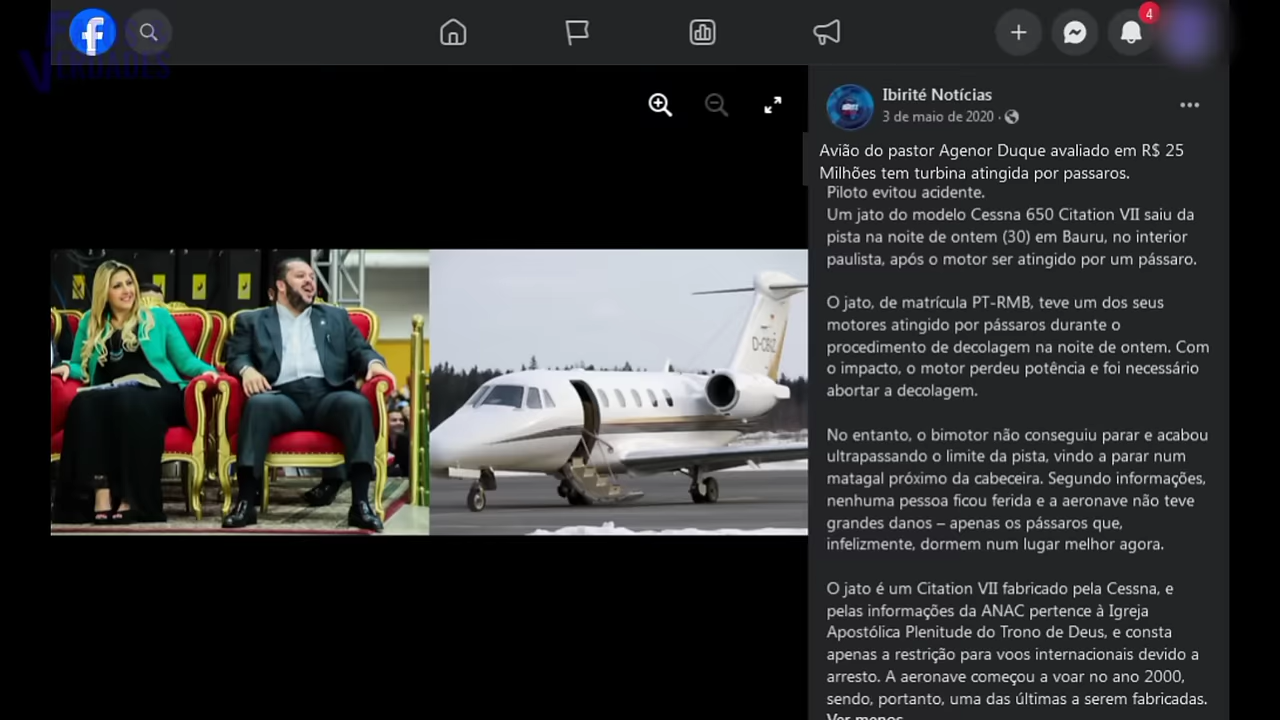 VERDADES
4
Ibirité Notícias
3 de maio de 2020 ·
Avião do pastor Agenor Duque avaliado em R$ 25
Milhões tem turbina atingida por passaros.
Piloto evitou acidente.
Um jato do modelo Cessna 650 Citation VII saiu da
pista na noite de ontem (30) em Bauru, no interior
paulista, após o motor ser atingido por um pássaro.
O jato, de matrícula PT-RMB, teve um dos seus
motores atingido por pássaros durante o
procedimento de decolagem na noite de ontem. Com
o impacto, o motor perdeu potência e foi necessário
abortar a decolagem.
No entanto, o bimotor não conseguiu parar e acabou
ultrapassando o limite da pista, vindo a parar num
matagal próximo da cabeceira. Segundo informações,
nenhuma pessoa ficou ferida e a aeronave não teve
grandes danos – apenas os pássaros que,
infelizmente, dormem num lugar melhor agora.
O jato é um Citation VII fabricado pela Cessna, e
pelas informações da ANAC pertence à Igreja
Apostólica Plenitude do Trono de Deus, e consta
apenas a restrição para voos internacionais devido a
arresto. A aeronave começou a voar no ano 2000,
sendo, portanto, uma das últimas a serem fabricadas.
Ver menos